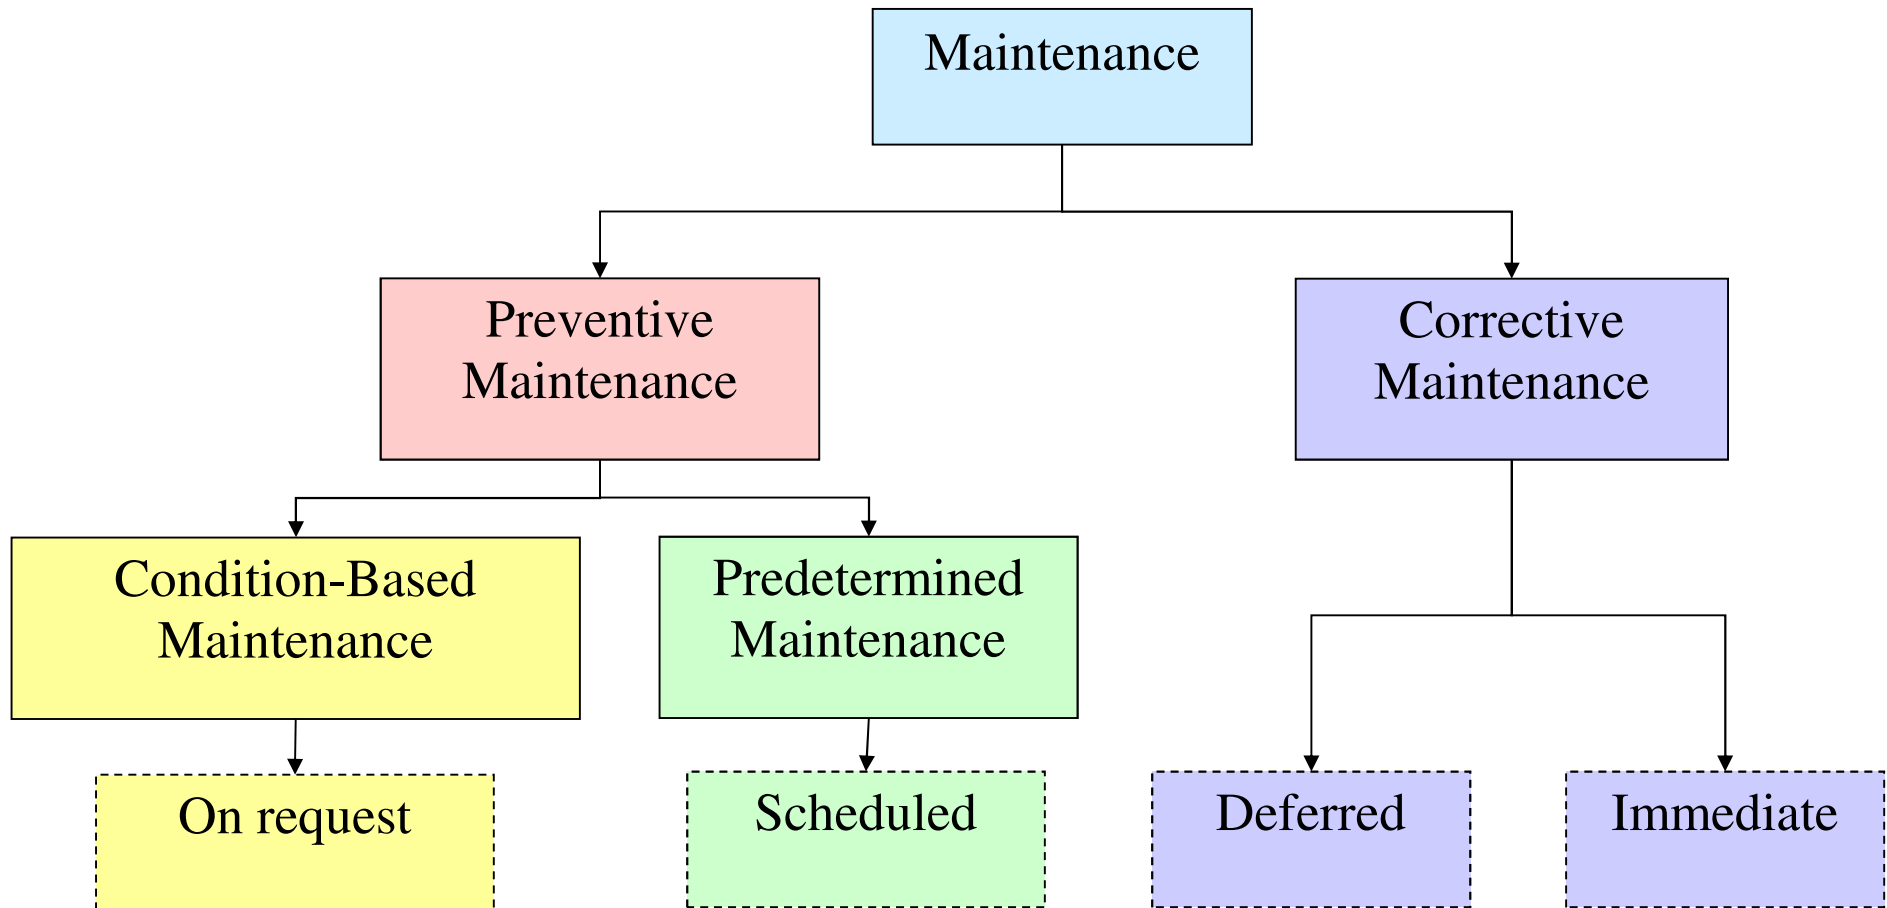 Maintenance
Preventive
Maintenance
Corrective
Maintenance
Condition-Based
Maintenance
Predetermined
Maintenance
On request
Scheduled
Deferred
Immediate